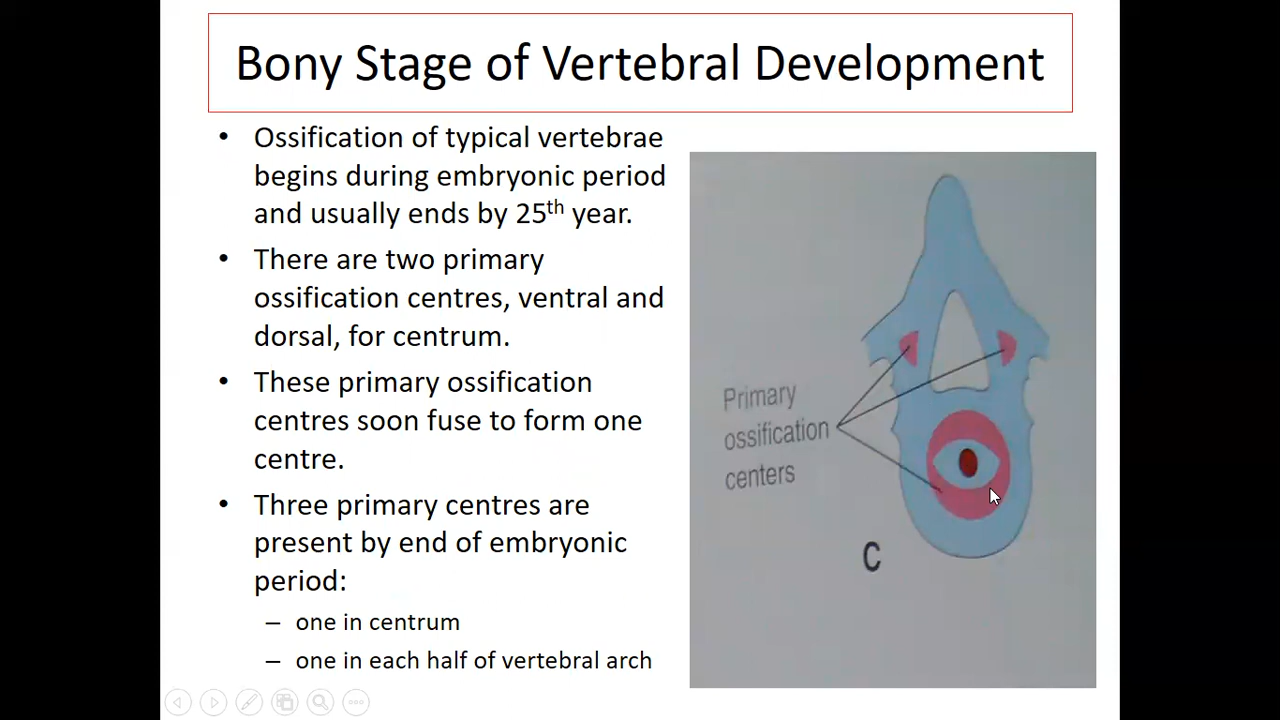 Bony Stage of Vertebral Development
• Ossification of typical vertebrae
begins during embryonic period
and usually ends by 25th year.
• There are two primary
ossification centres, ventral and
dorsal, for centrum.
• These primary ossification
centres soon fuse to form one
centre.
• Three primary centres are
present by end of embryonic
period:
– one in centrum
– one in each half of vertebral arch
Primary
ossification
centers
C